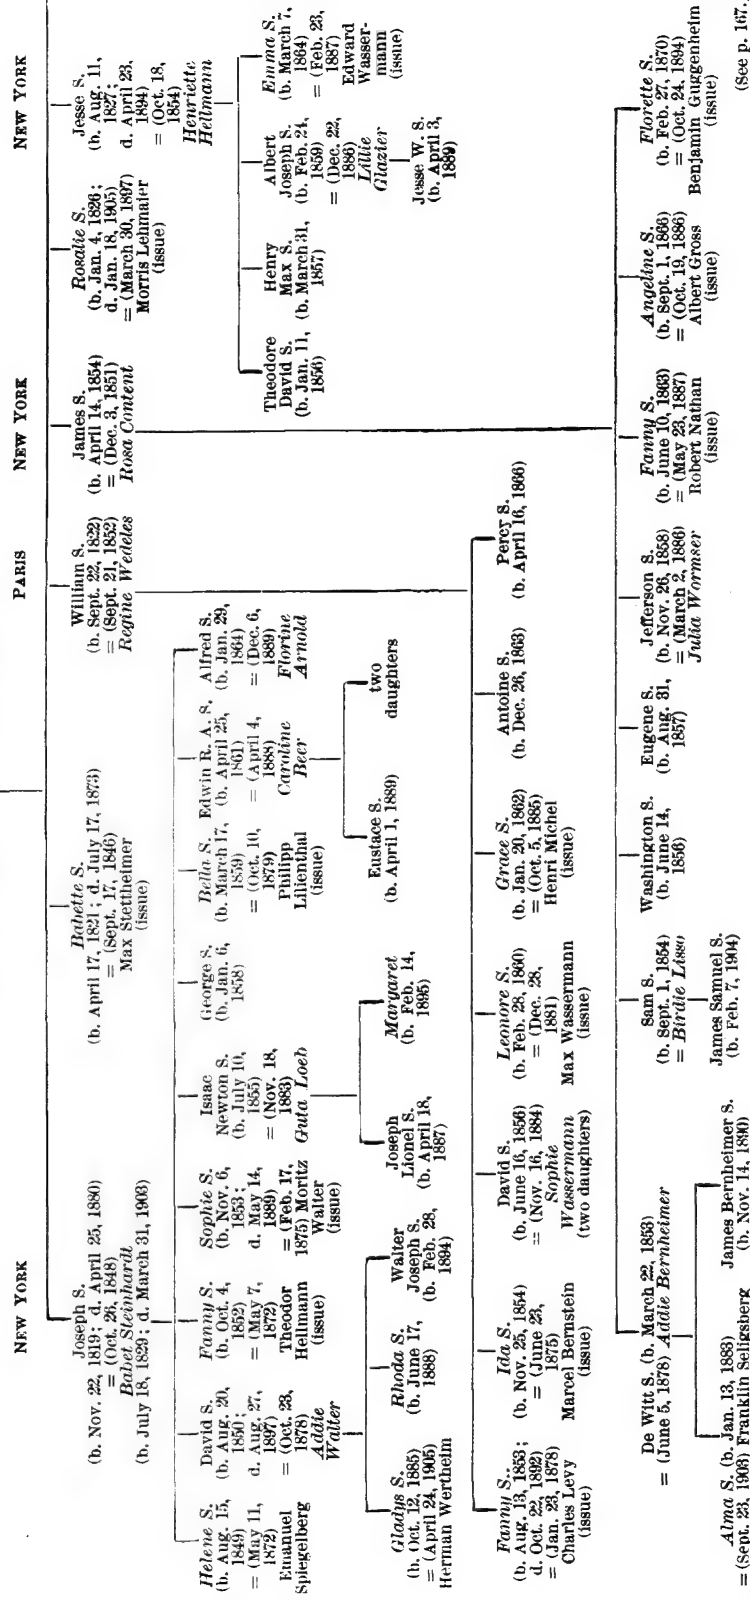 NEW YORK
PARIS
NEW YORK
NEW YORK
Joseph S.
(b. Nov. 22, 1819; d. April 25, 1880)
= (Oct. 26, 1848)
Babet Steinhardt
(b. July 18, 1829; d. March 31, 1903)
Babette S.
(b. April 17, 1821; d. July 17, 1873)
= (Sept. 17, 1846)
Max Stettheimer
(issue)
William S.
(b. Sept. 22, 1822)
= (Sept. 21, 1852)
Regine Wedeles
James S.
(b. April 14, 1854)
= (Dec. 3, 1851)
Rosa Content
Rosalie S.
(b. Jan. 4, 1826;
d. Jan. 18, 1905)
= (March 30, 1897)
Morris Lehmaier
(issue)
Jesse S.
(b. Aug. 11,
1827;
d. April 23,
1894)
= (Oct. 18,
1854)
Henriette
Hellmann
Theodore
David S.
(b. Jan. 11,
1856)
Henry
Max S.
(b. March 31,
1857)
Albert
Joseph S.
(b. Feb. 24,
1859)
= (Dec. 22,
1886)
Lillie
Glazier
Jesse W. S.
(b. April 3,
1889)
Emma S.
(b. March 7,
1864)
= (Feb. 23,
1887)
Edward
Wasser-
mann
(issue)
Helene S.
(b. Aug. 15,
1849)
= (May 11,
1872)
Emanuel
Spiegelberg
David S.
(b. Aug. 20,
1850;
d. Aug. 27,
1897)
= (Oct. 23,
1878)
Addie
Walter
Fanny S.
(b. Oct. 4,
1852)
= (May 7,
1872)
Theodor
Hellmann
(issue)
Sophie S.
(b. Nov. 6,
1853;
d. May 14,
1889)
= (Feb. 17,
1875) Moritz
Walter
(issue)
Isaac
Newton S.
(b. July 10,
1855)
= (Nov. 18,
1883)
Guta Loeb
George S.
(b. Jan. 6,
1858)
Bella S.
(b. March 17,
1859)
= (Oct. 10,
1879)
Philipp
Lilienthal
(issue)
Edwin R. A. S.
(b. April 25,
1861)
= (April 4,
1888)
Caroline
Beer
Alfred S.
(b. Jan. 29,
1864)
= (Dec. 6,
1889)
Florine
Arnold
Gladys S.
(b. Oct. 12, 1885)
= (April 24, 1905)
Herman Wertheim
Rhoda S.
(b. June 17,
1888)
Walter
Joseph S.
(b. Feb. 28,
1894)
Joseph
Lionel S.
(b. April 18,
1887)
Margaret
(b. Feb. 14,
1895)
Eustace S.
(b. April 1, 1889)
two
daughters
Fanny S.
(b. Aug. 13, 1853;
d. Oct. 22, 1892)
= (Jan. 23, 1878)
Charles Levy
(issue)
Ida S.
(b. Nov. 25, 1854)
= (June 23,
1875)
Marcel Bernstein
(issue)
David S.
(b. June 16, 1856)
= (Nov. 16, 1884)
Sophie
Wassermann
(two daughters)
Leonore S.
(b. Feb. 28, 1860)
= (Dec. 28,
1881)
Max Wassermann
(issue)
Grace S.
(b. Jan. 20, 1862)
= (Oct. 5, 1885)
Henri Michel
(issue)
Antoine S.
(b. Dec. 26, 1863)
Percy S.
(b. April 16, 1866)
De Witt S. (b. March 22, 1853)
= (June 5, 1878) Addie Bernheimer
Sam S.
(b. Sept. 1, 1854)
= Birdie Lisso
James Samuel S.
(b. Feb. 7, 1904)
Washington S.
(b. June 14,
1856)
Eugene S.
(b. Aug. 31,
1857)
Jefferson S.
(b. Nov. 26, 1858)
= (March 2, 1886)
Julia Wormser
Fanny S.
(b. June 10, 1863)
= (May 23, 1887)
Robert Nathan
(issue)
Angeline S.
(b. Sept. 1, 1866)
= (Oct. 19, 1886)
Albert Gross
(issue)
Florette S.
(b. Feb. 27, 1870)
= (Oct. 24, 1894)
Benjamin Guggenheim
(issue)
Alma S. (b. Jan. 13, 1883)
= (Sept. 23, 1903) Franklin Seligsberg
James Bernheimer S.
(b. Nov. 14, 1890)
(See p. 167.)